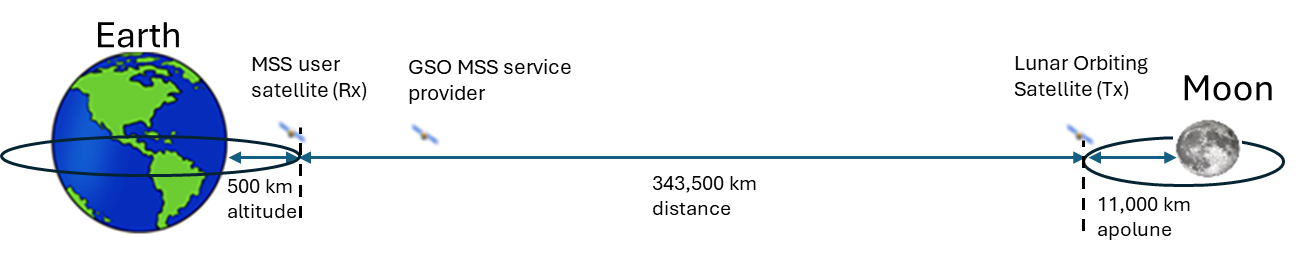 Earth
MSS user
satellite (Rx)
GSO MSS service
provider
Lunar Orbiting
Satellite (Tx)
Moon
500 km
altitude
343,500 km
distance
11,000 km
apolune